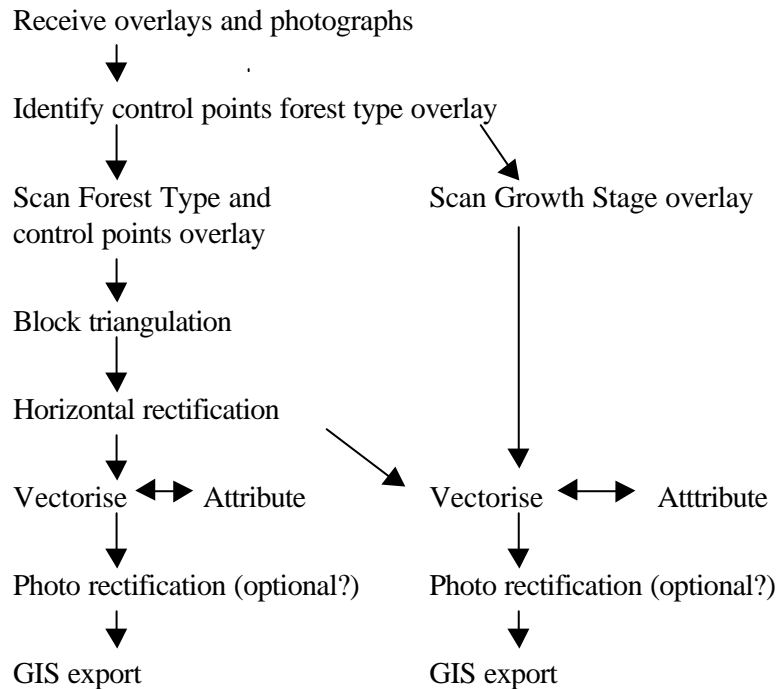 Receive overlays and photographs
Identify control points forest type overlay
Scan Forest Type and
control points overlay
Scan Growth Stage overlay
Block triangulation
Horizontal rectification
Vectorise
Attribute
Vectorise
Atttribute
Photo rectification (optional?)
Photo rectification (optional?)
GIS export
GIS export